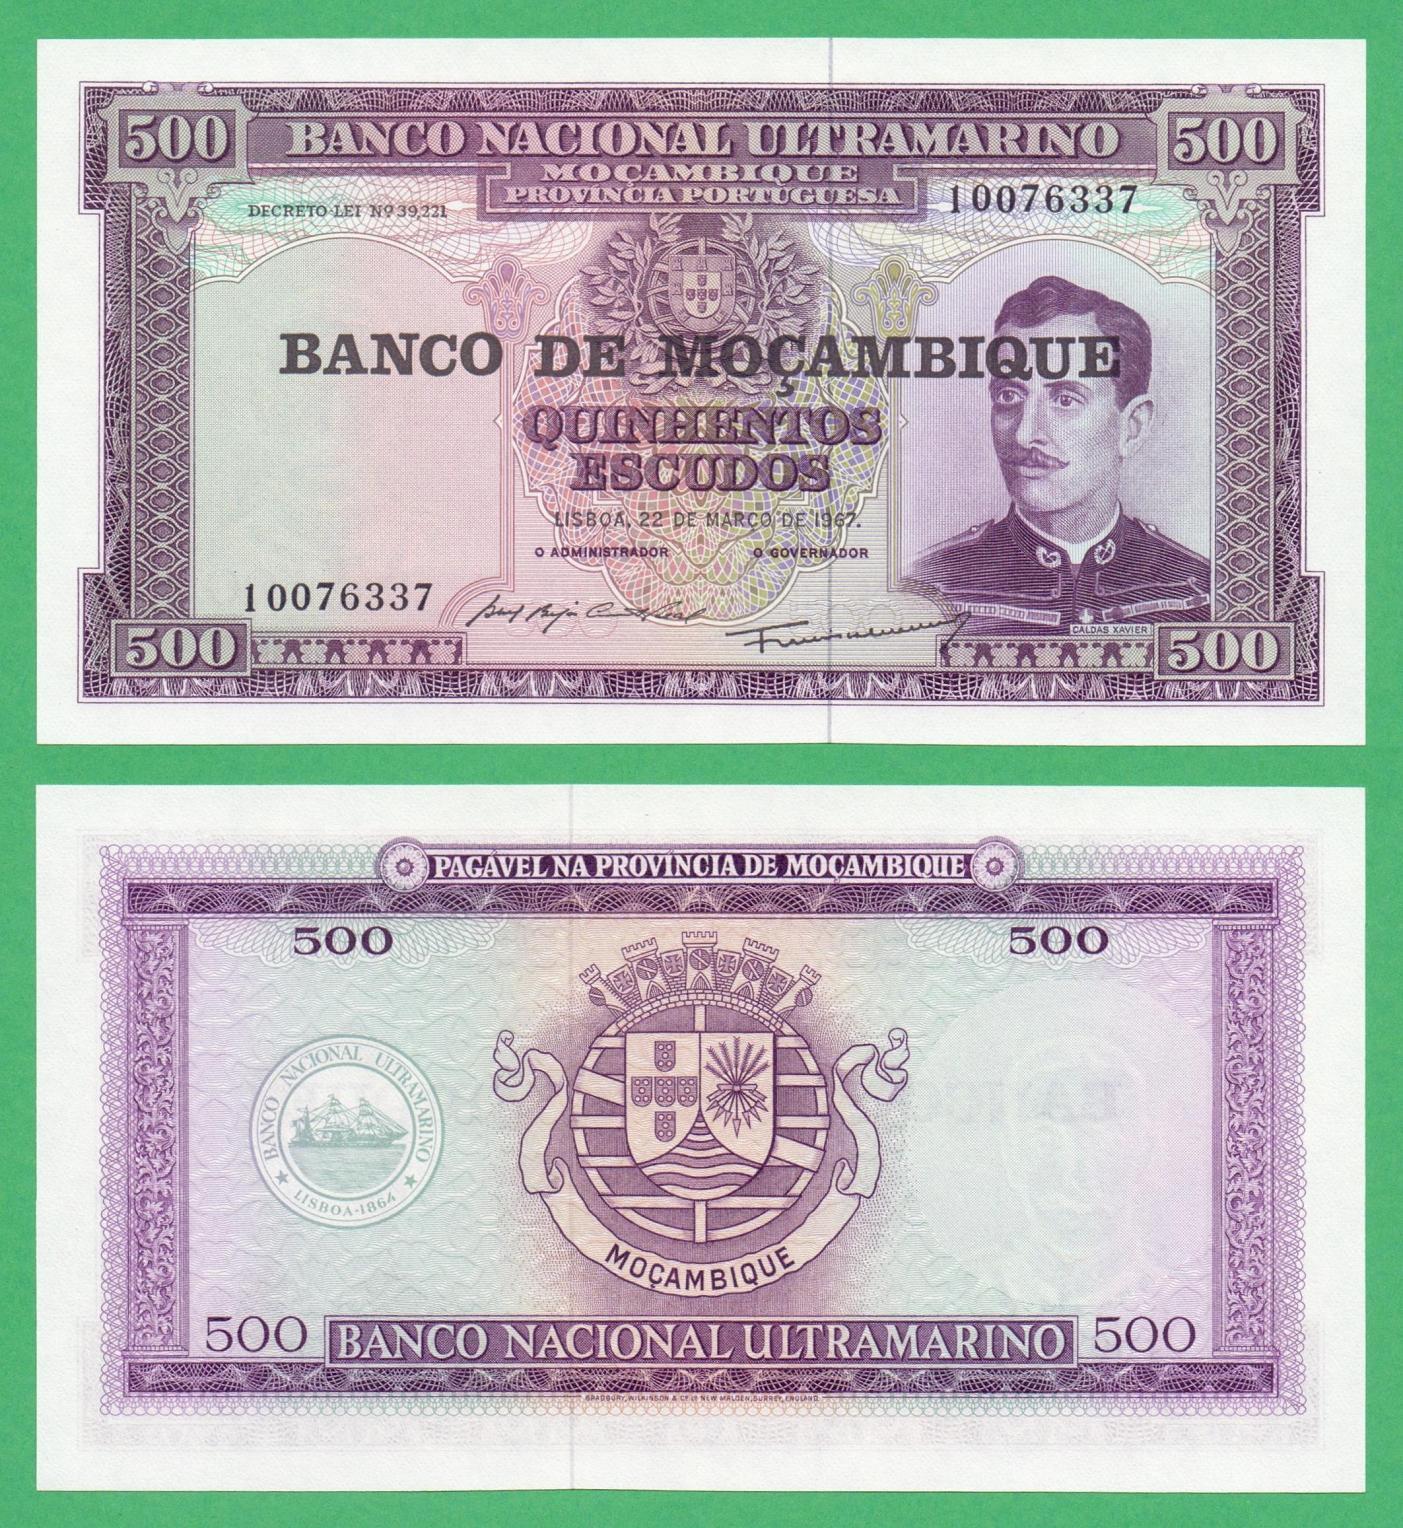 500 BANCO NACIONAL ULTRAMARINO 500
MOÇAMBIQUE
PROVÍNCIA PORTUGUESA
DECRETO-LEI Nº 39,221
10076337
BANCO DE MOÇAMBIQUE
QUINHENTOS
ESCUDOS
LISBOA, 22 DE MARÇO DE 1967.
O ADMINISTRADOR O GOVERNADOR
10076337
CALDAS XAVIER
500 500
PAGÁVEL NA PROVÍNCIA DE MOÇAMBIQUE
500 500
BANCO NACIONAL ULTRAMARINO
LISBOA-1864
MOÇAMBIQUE
500 BANCO NACIONAL ULTRAMARINO 500
BRADBURY, WILKINSON & Cº Lº NEW MALDEN, SURREY, ENGLAND.